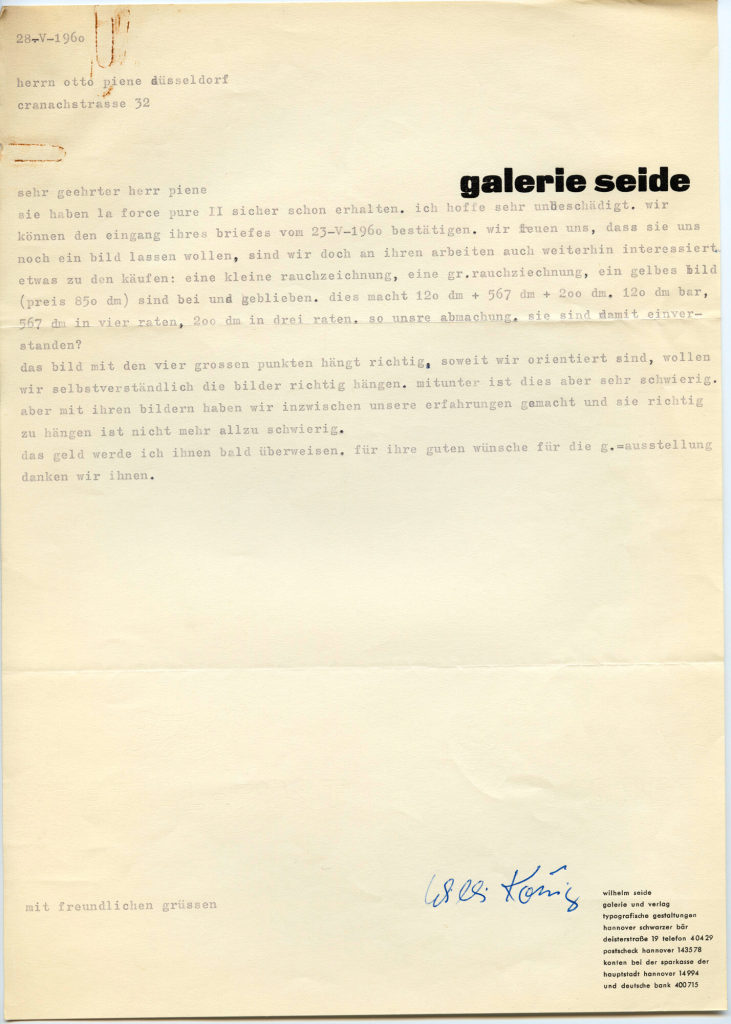 28-V-1960
herrn otto piene düsseldorf
cranachstrasse 32
galerie seide
sehr geehrter herr piene
sie haben la force pure II sicher schon erhalten. ich hoffe sehr unbeschädigt. wir
können den eingang ihres briefes vom 23-V-1960 bestätigen. wir freuen uns, dass sie uns
noch ein bild lassen wollen, sind wir doch an ihren arbeiten auch weiterhin interessiert.
etwas zu den käufen: eine kleine rauchzeichnung, eine gr.rauchziechnung, ein gelbes bild
(preis 850 dm) sind bei und geblieben. dies macht 120 dm + 567 dm + 200 dm. 120 dm bar,
567 dm in vier raten, 200 dm in drei raten. so unsre abmachung. sie sind damit einver-
standen?
das bild mit den vier grossen punkten hängt richtig, soweit wir orientiert sind, wollen
wir selbstverständlich die bilder richtig hängen. mitunter ist dies aber sehr schwierig.
aber mit ihren bildern haben wir inzwischen unsere erfahrungen gemacht und sie richtig
zu hängen ist nicht mehr allzu schwierig.
das geld werde ich ihnen bald überweisen. für ihre guten wünsche für die g.=ausstellung
danken wir ihnen.
mit freundlichen grüssen
Willi König
wilhelm seide
galerie und verlag
typografische gestaltungen
hannover schwarzer bär
deisterstraße 19 telefon 40429
postscheck hannover 143578
konten bei der sparkasse der
hauptstadt hannover 14994
und deutsche bank 400715